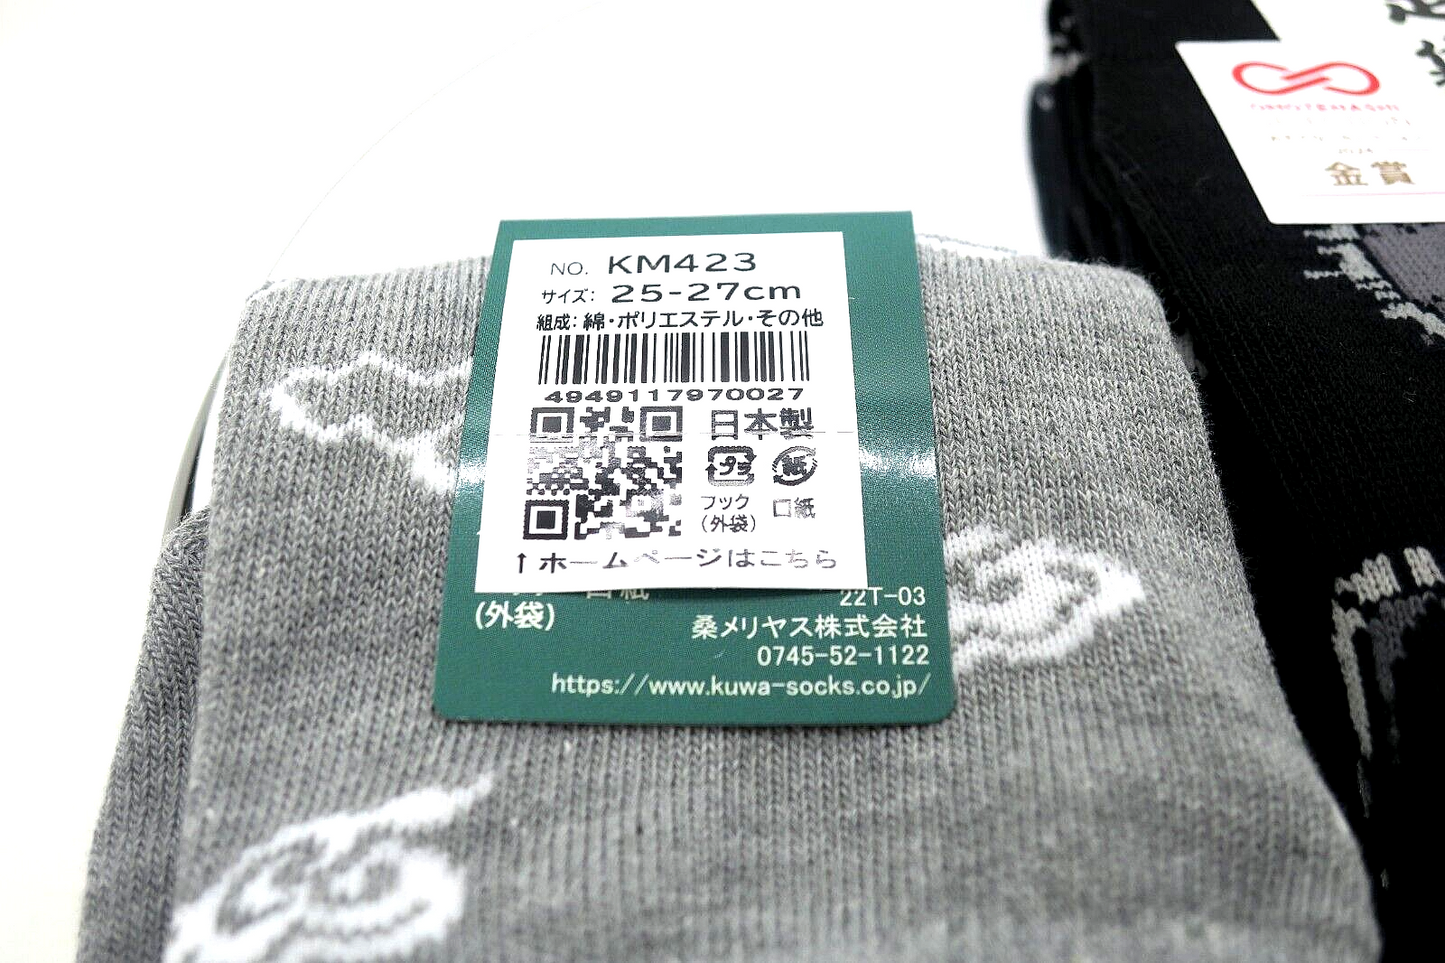 NO. KM423
サイズ: 25-27cm
組成: 綿・ポリエステル・その他
4949117970027
日本製
プラ
紙
フック
(外袋)
口紙
↑ホームページはこちら
(外袋)
22T-03
桑メリヤス株式会社
0745-52-1122
https://www.kuwa-socks.co.jp/
金賞